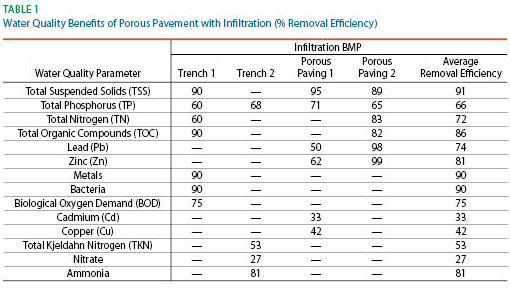 TABLE 1
Water Quality Benefits of Porous Pavement with Infiltration (% Removal Efficiency)
Infiltration BMP
Water Quality Parameter Trench 1 Trench 2 Porous Paving 1 Porous Paving 2 Average Removal Efficiency
Total Suspended Solids (TSS) 90 — 95 89 91
Total Phosphorus (TP) 60 68 71 65 66
Total Nitrogen (TN) 60 — — 83 72
Total Organic Compounds (TOC) 90 — — 82 86
Lead (Pb) — — 50 98 74
Zinc (Zn) — — 62 99 81
Metals 90 — — — 90
Bacteria 90 — — — 90
Biological Oxygen Demand (BOD) 75 — — — 75
Cadmium (Cd) — — 33 — 33
Copper (Cu) — — 42 — 42
Total Kjeldahn Nitrogen (TKN) — 53 — — 53
Nitrate — 27 — — 27
Ammonia — 81 — — 81